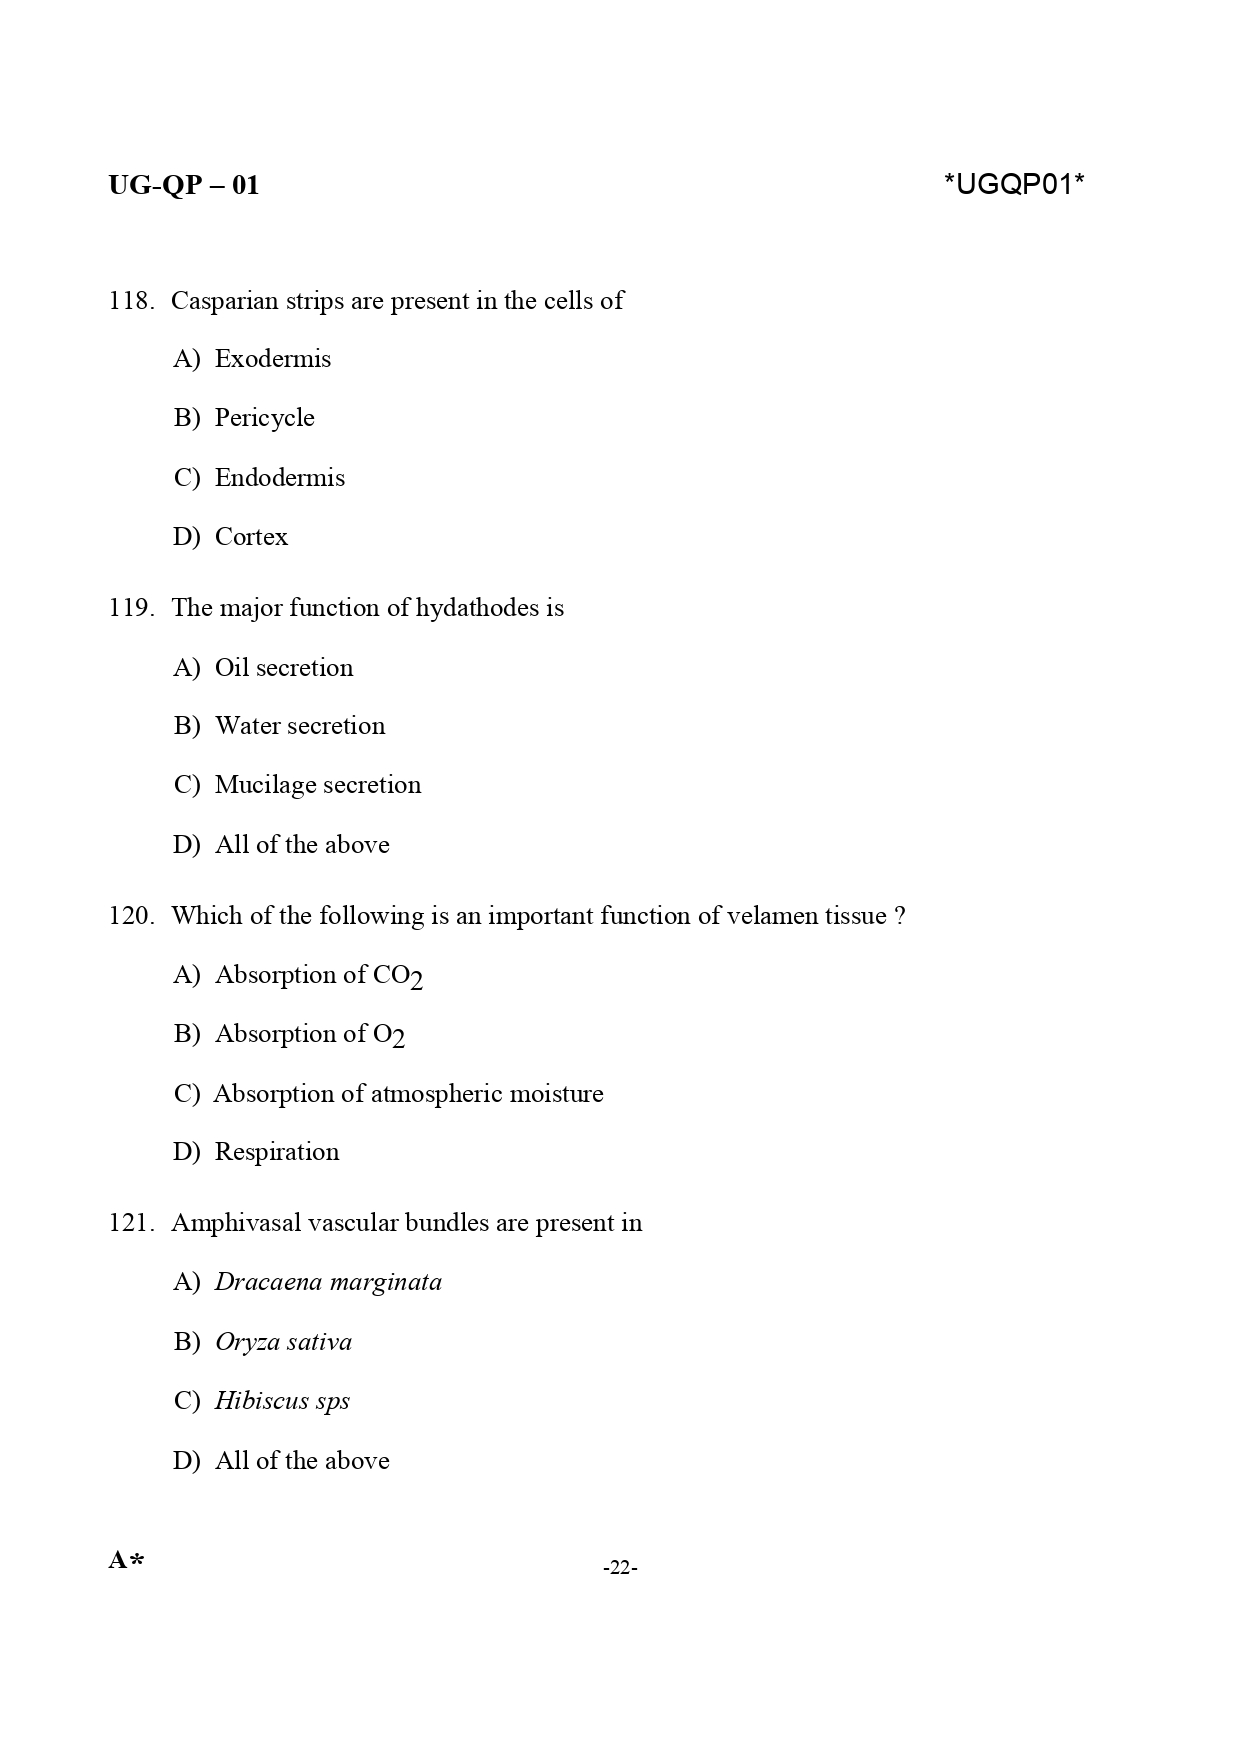 UG-QP – 01 *UGQP01*
118. Casparian strips are present in the cells of
A) Exodermis
B) Pericycle
C) Endodermis
D) Cortex
119. The major function of hydathodes is
A) Oil secretion
B) Water secretion
C) Mucilage secretion
D) All of the above
120. Which of the following is an important function of velamen tissue ?
A) Absorption of CO2
B) Absorption of O2
C) Absorption of atmospheric moisture
D) Respiration
121. Amphivasal vascular bundles are present in
A) Dracaena marginata
B) Oryza sativa
C) Hibiscus sps
D) All of the above
A* -22-